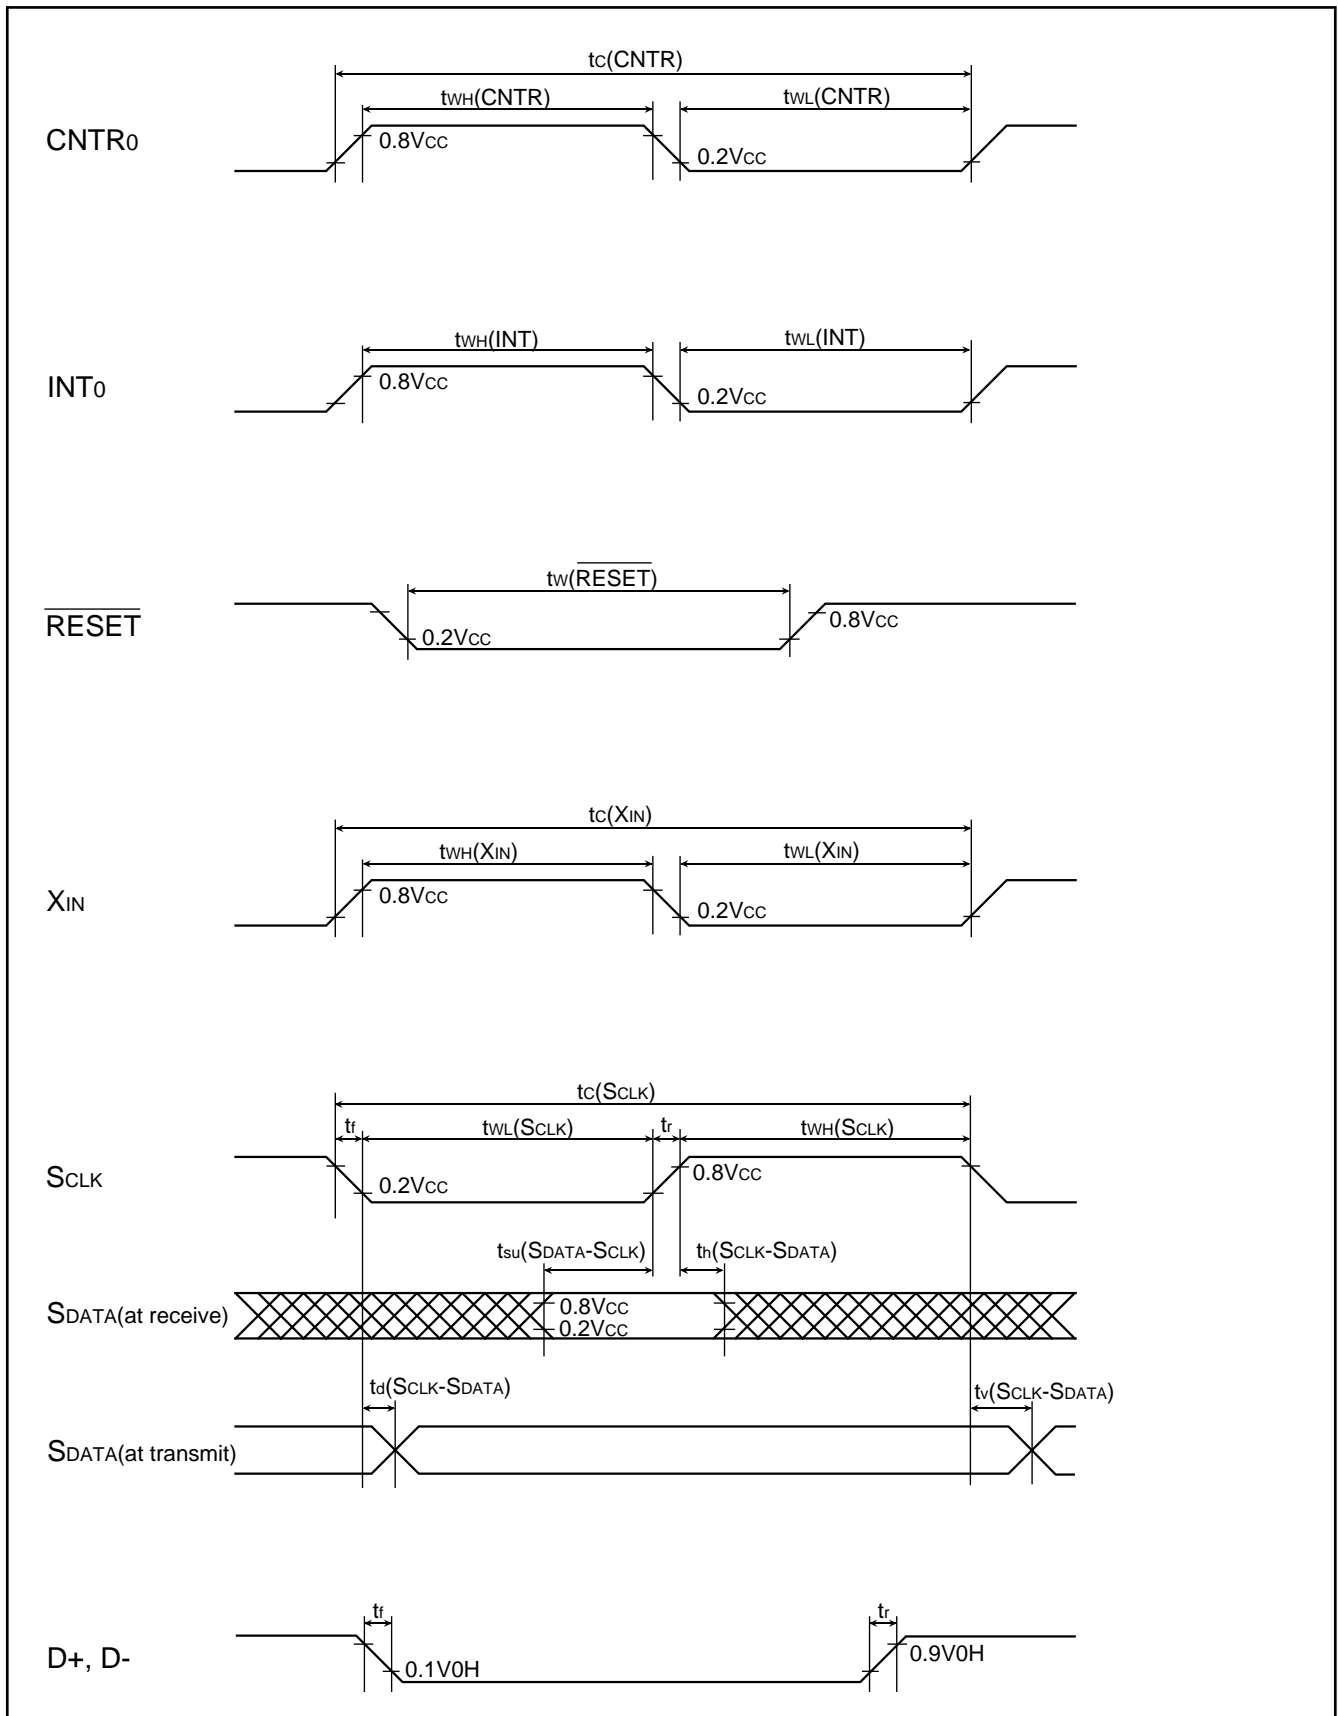 tC(CNTR)
tWH(CNTR) tWL(CNTR)
CNTR0
0.8VCC
0.2VCC
tWH(INT) tWL(INT)
INT0
0.8VCC
0.2VCC
tW(RESET)
RESET
0.2VCC
0.8VCC
tC(XIN)
tWH(XIN) tWL(XIN)
XIN
0.8VCC
0.2VCC
tC(SCLK)
tf tWL(SCLK) tr tWH(SCLK)
SCLK
0.2VCC
0.8VCC
tsu(SDATA-SCLK) th(SCLK-SDATA)
SDATA(at receive)
0.8VCC
0.2VCC
td(SCLK-SDATA) tv(SCLK-SDATA)
SDATA(at transmit)
tf tr
D+, D-
0.1V0H
0.9V0H